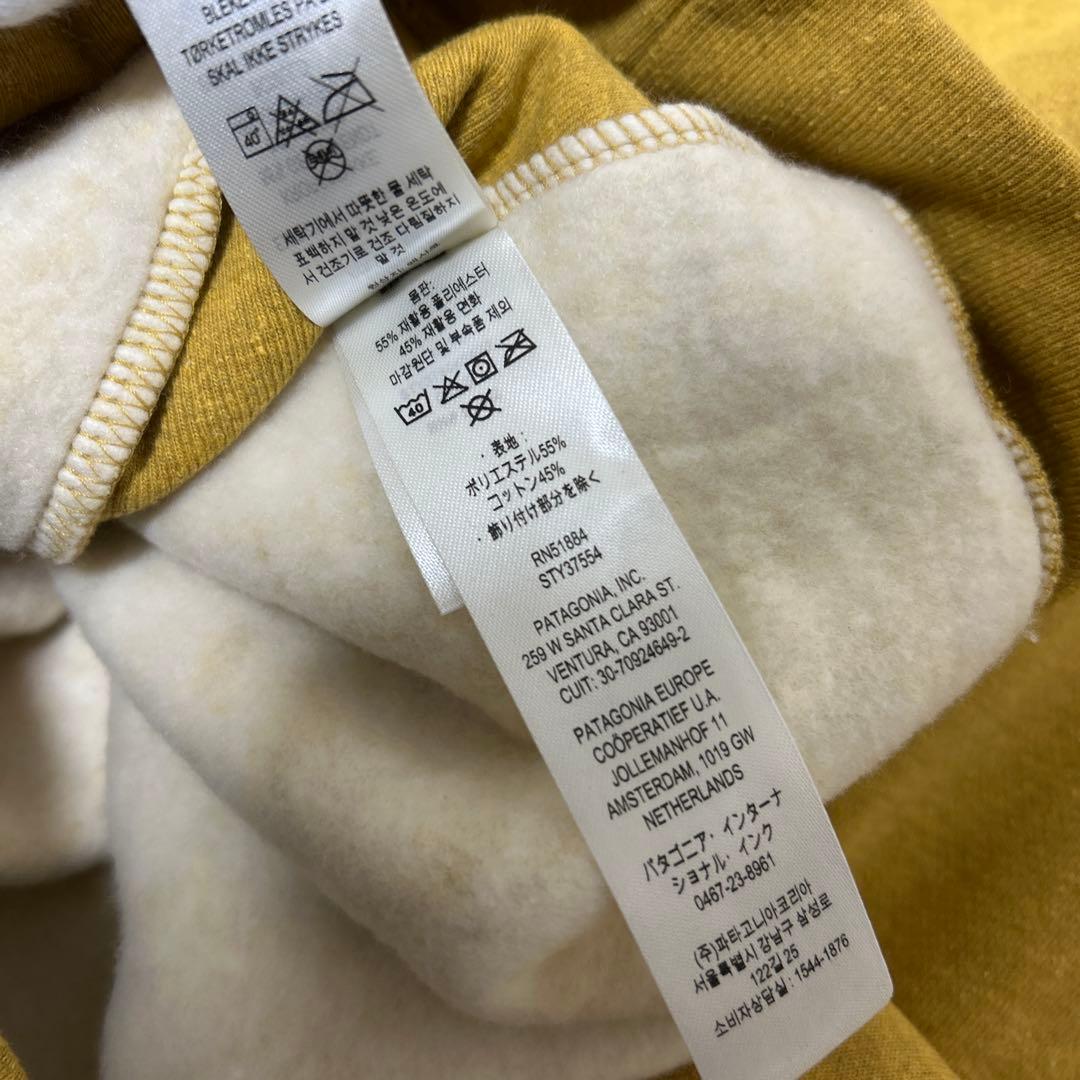 BLEKE
TØRKETROMLES PÅ
SKAL IKKE STRYKES
40°
세탁기에서 따뜻한 물 세탁
표백하지 말 것 낮은 온도에
서 건조기로 건조 다림질하지
말 것
몸판:
55% 재활용 폴리에스터
45% 재활용 면화
마감원단 및 부속품 제외
40
・表地：
ポリエステル55%
コットン45%
・飾り付け部分を除く
RN51884
STY37554
PATAGONIA, INC.
259 W SANTA CLARA ST.
VENTURA, CA 93001
CUIT: 30-70924649-2
PATAGONIA EUROPE
COÖPERATIEF U.A.
JOLLEMANHOF 11
AMSTERDAM, 1019 GW
NETHERLANDS
パタゴニア・インターナ
ショナル・インク
0467-23-8961
(주)파타고니아코리아
서울특별시 강남구 삼성로
122길 25
소비자상담실 : 1544-1876